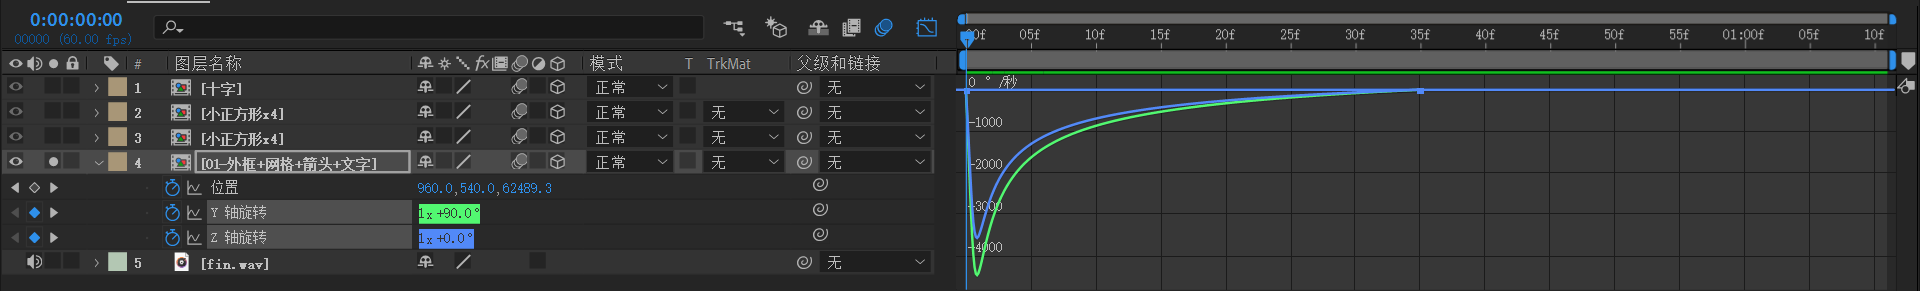 0:00:00:00
00000 (60.00 fps)
00f 05f 10f 15f 20f 25f 30f 35f 40f 45f 50f 55f 01:00f 05f 10f
# 图层名称 fx 模式 T TrkMat 父级和链接
0 ° /秒
1 [十字] 正常 无
2 [小正方形x4] 正常 无 无
-1000
3 [小正方形x4] 正常 无 无
4 [01-外框+网格+箭头+文字] 正常 无 无
-2000
位置 960.0,540.0,62489.3
Y 轴旋转 1x+90.0°
-3000
Z 轴旋转 1x+0.0°
-4000
5 [fin.wav] 无